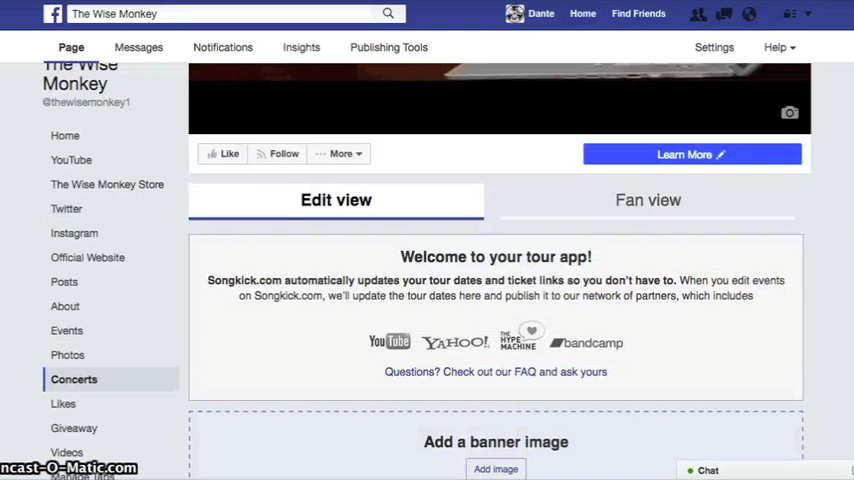 The Wise Monkey
Dante
Home
Find Friends
Page
Messages
Notifications
Insights
Publishing Tools
Settings
Help
The Wise
Monkey
@thewisemonkey1
Home
YouTube
The Wise Monkey Store
Twitter
Instagram
Official Website
Posts
About
Events
Photos
Concerts
Likes
Giveaway
Videos
Manage Tabs
Like
Follow
··· More
Learn More
Edit view
Fan view
Welcome to your tour app!
Songkick.com automatically updates your tour dates and ticket links so you don't have to. When you edit events
on Songkick.com, we'll update the tour dates here and publish it to our network of partners, which includes
YouTube
YAHOO!
THE
HYPE
MACHINE
bandcamp
Questions? Check out our FAQ and ask yours
Add a banner image
Add image
Chat
ncast-O-Matic.com